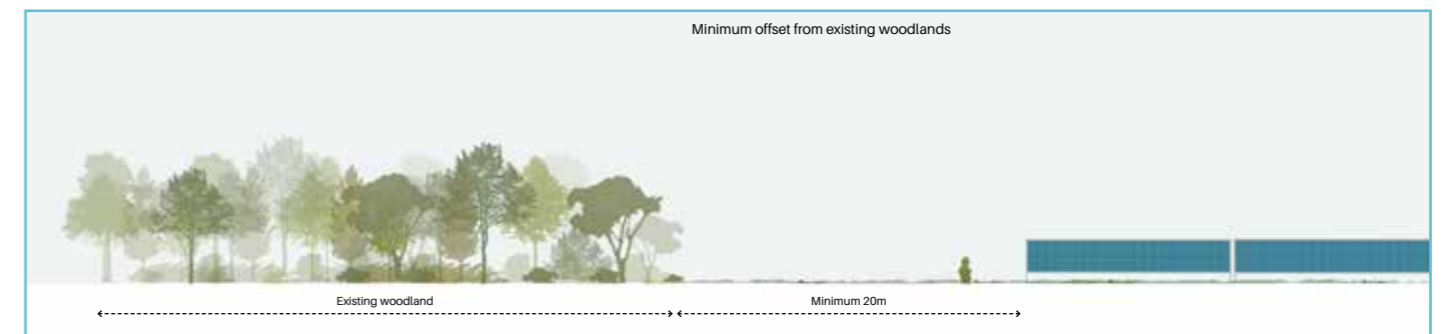 Minimum offset from existing woodlands
Existing woodland
Minimum 20m